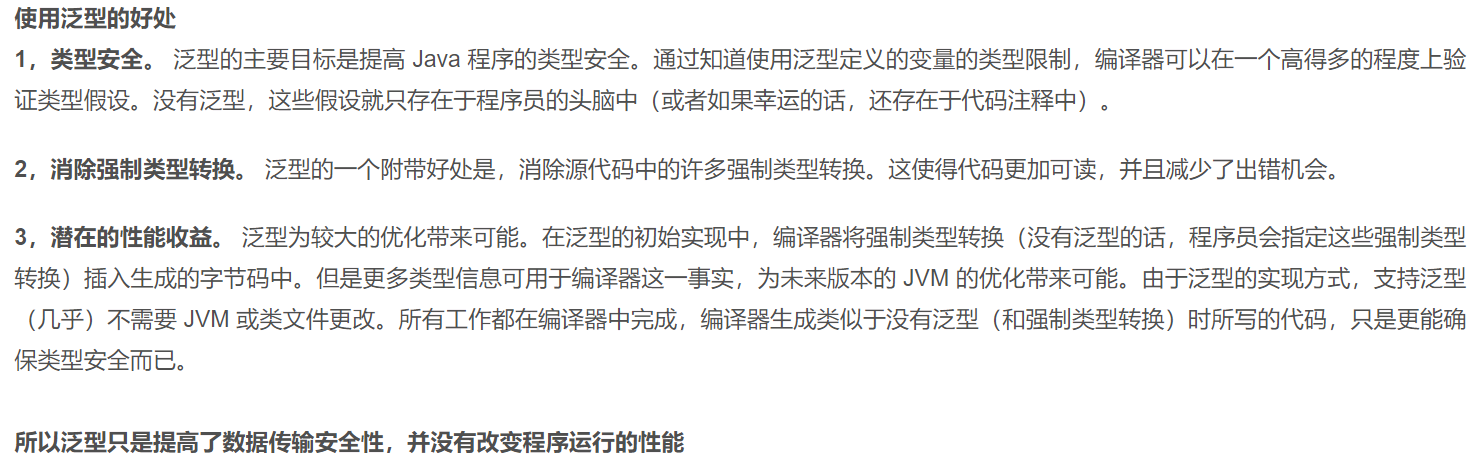 使用泛型的好处
1，类型安全。 泛型的主要目标是提高 Java 程序的类型安全。通过知道使用泛型定义的变量的类型限制，编译器可以在一个高得多的程度上验
证类型假设。没有泛型，这些假设就只存在于程序员的头脑中（或者如果幸运的话，还存在于代码注释中）。
2，消除强制类型转换。 泛型的一个附带好处是，消除源代码中的许多强制类型转换。这使得代码更加可读，并且减少了出错机会。
3，潜在的性能收益。 泛型为较大的优化带来可能。在泛型的初始实现中，编译器将强制类型转换（没有泛型的话，程序员会指定这些强制类型
转换）插入生成的字节码中。但是更多类型信息可用于编译器这一事实，为未来版本的 JVM 的优化带来可能。由于泛型的实现方式，支持泛型
（几乎）不需要 JVM 或类文件更改。所有工作都在编译器中完成，编译器生成类似于没有泛型（和强制类型转换）时所写的代码，只是更能确
保类型安全而已。
所以泛型只是提高了数据传输安全性，并没有改变程序运行的性能